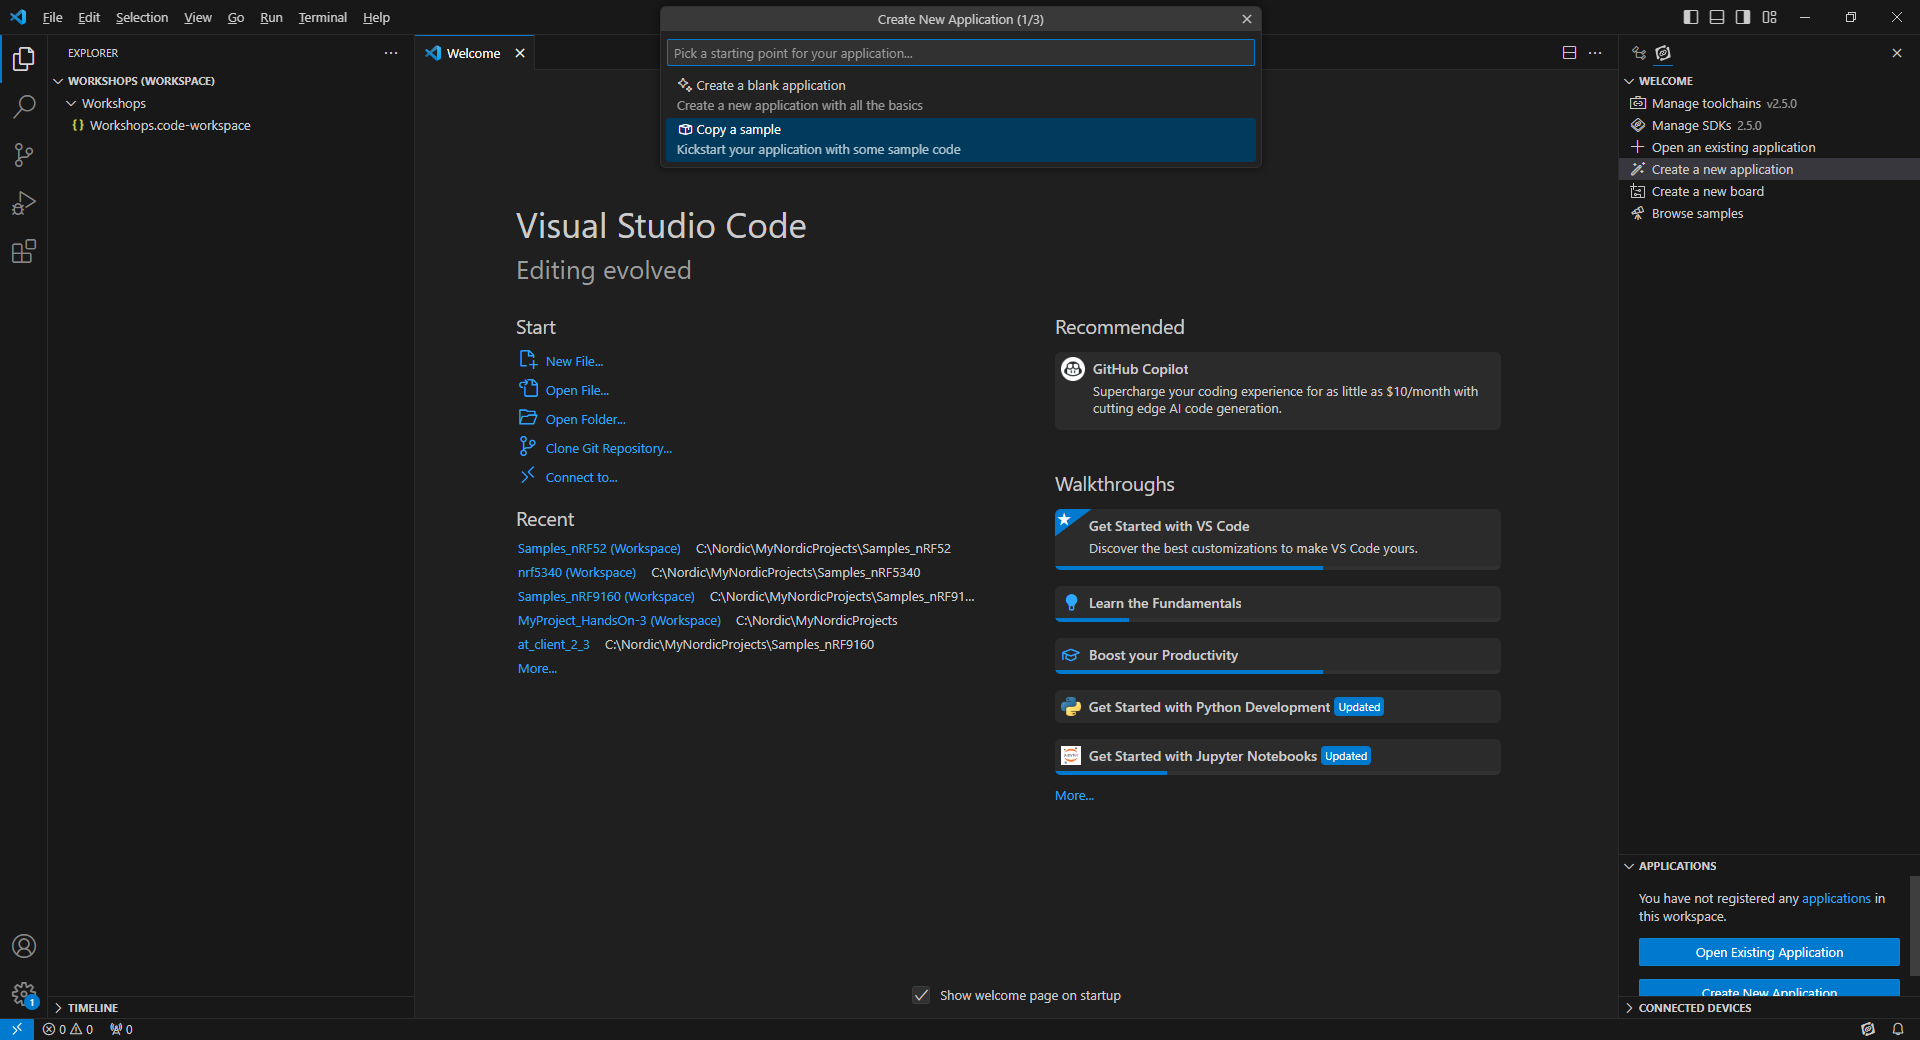 File Edit Selection View Go Run Terminal Help
Create New Application (1/3)
Pick a starting point for your application...
Create a blank application
Create a new application with all the basics
Copy a sample
Kickstart your application with some sample code
EXPLORER
WORKSHOPS (WORKSPACE)
Workshops
{} Workshops.code-workspace
TIMELINE
Welcome
Visual Studio Code
Editing evolved
Start
New File...
Open File...
Open Folder...
Clone Git Repository...
Connect to...
Recent
Samples_nRF52 (Workspace) C:\Nordic\MyNordicProjects\Samples_nRF52
nrf5340 (Workspace) C:\Nordic\MyNordicProjects\Samples_nRF5340
Samples_nRF9160 (Workspace) C:\Nordic\MyNordicProjects\Samples_nRF91...
MyProject_HandsOn-3 (Workspace) C:\Nordic\MyNordicProjects
at_client_2_3 C:\Nordic\MyNordicProjects\Samples_nRF9160
More...
Recommended
GitHub Copilot
Supercharge your coding experience for as little as $10/month with
cutting edge AI code generation.
Walkthroughs
Get Started with VS Code
Discover the best customizations to make VS Code yours.
Learn the Fundamentals
Boost your Productivity
Get Started with Python Development Updated
Get Started with Jupyter Notebooks Updated
More...
Show welcome page on startup
WELCOME
Manage toolchains v2.5.0
Manage SDKs 2.5.0
Open an existing application
Create a new application
Create a new board
Browse samples
APPLICATIONS
You have not registered any applications in
this workspace.
Open Existing Application
Create New Application
CONNECTED DEVICES
1
0 0 0